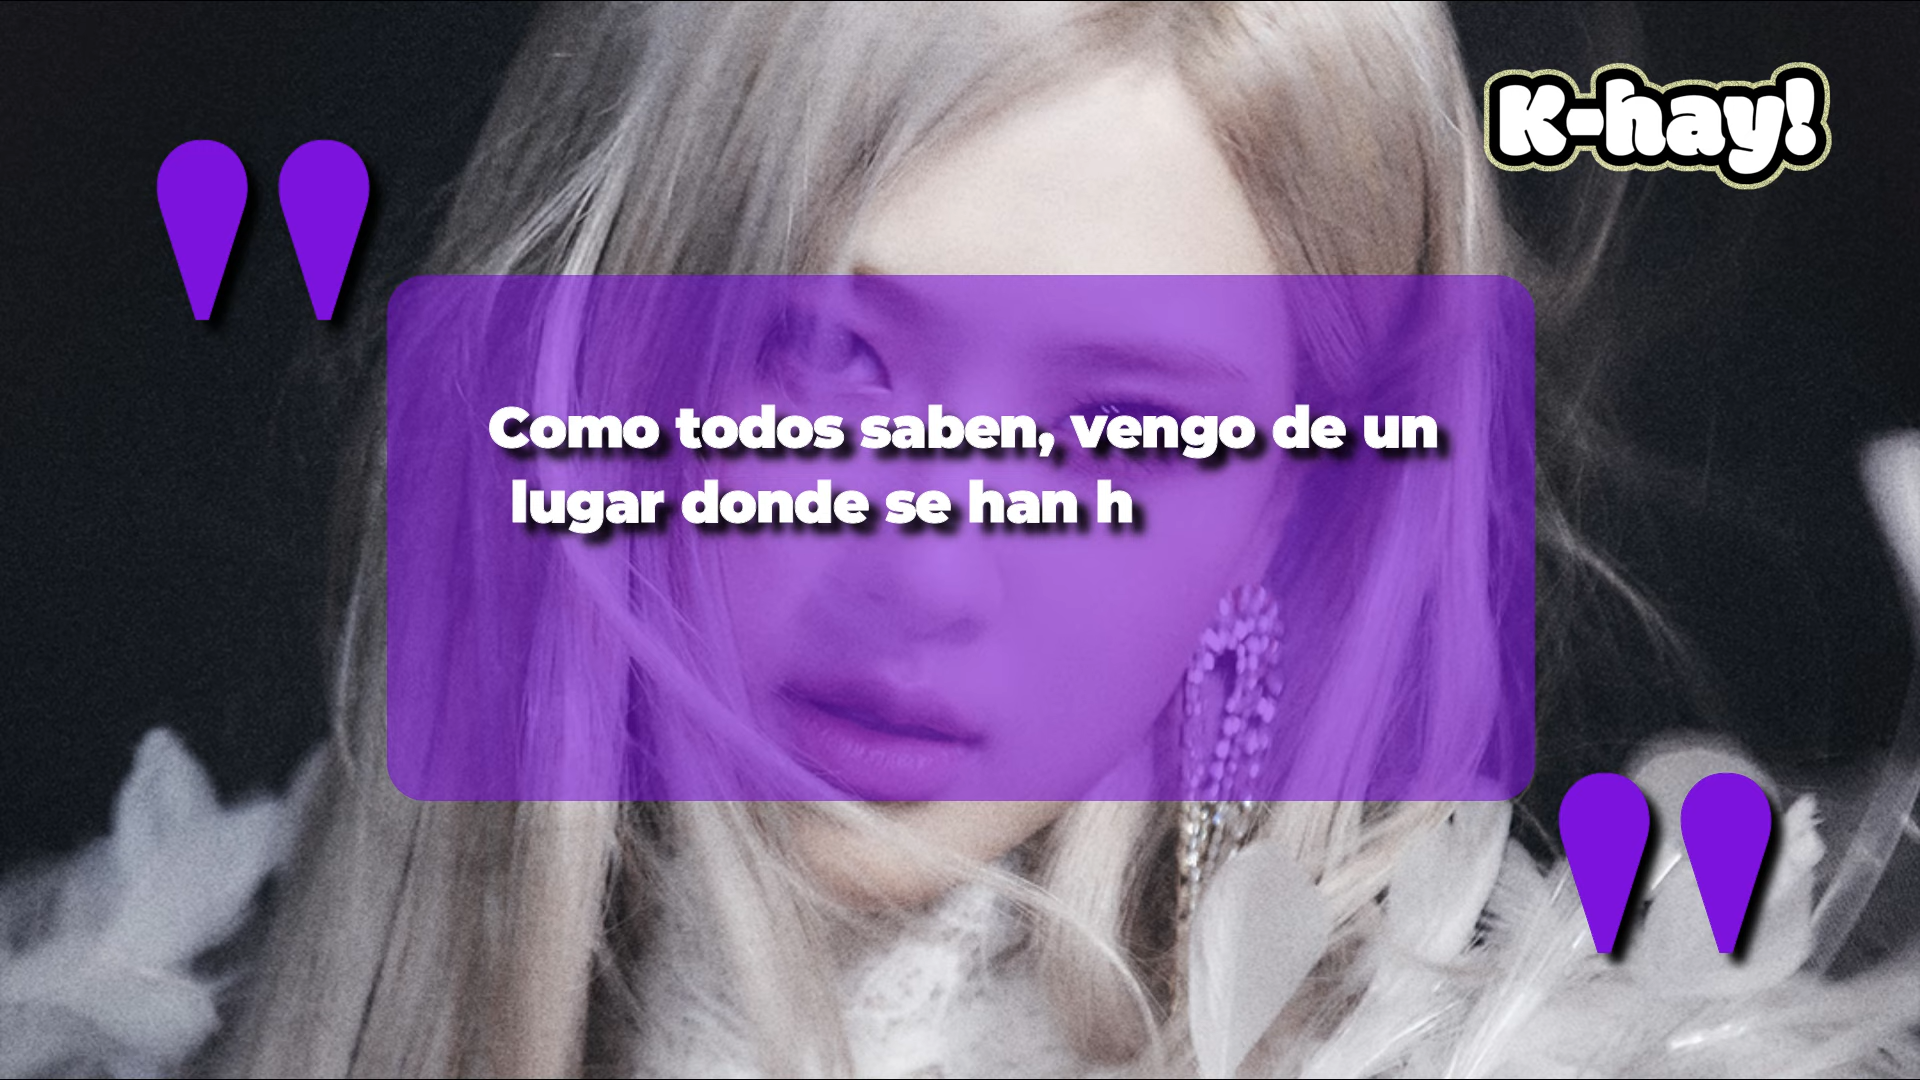 K-hay!
"
Como todos saben, vengo de un
lugar donde se han h
"